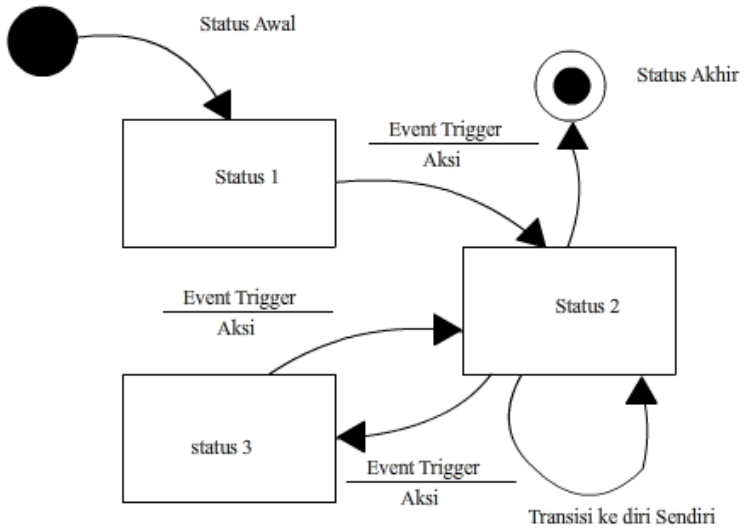 Status Awal
Status Akhir
Event Trigger
Aksi
Status 1
Event Trigger
Aksi
Status 2
status 3
Event Trigger
Aksi
Transisi ke diri Sendiri